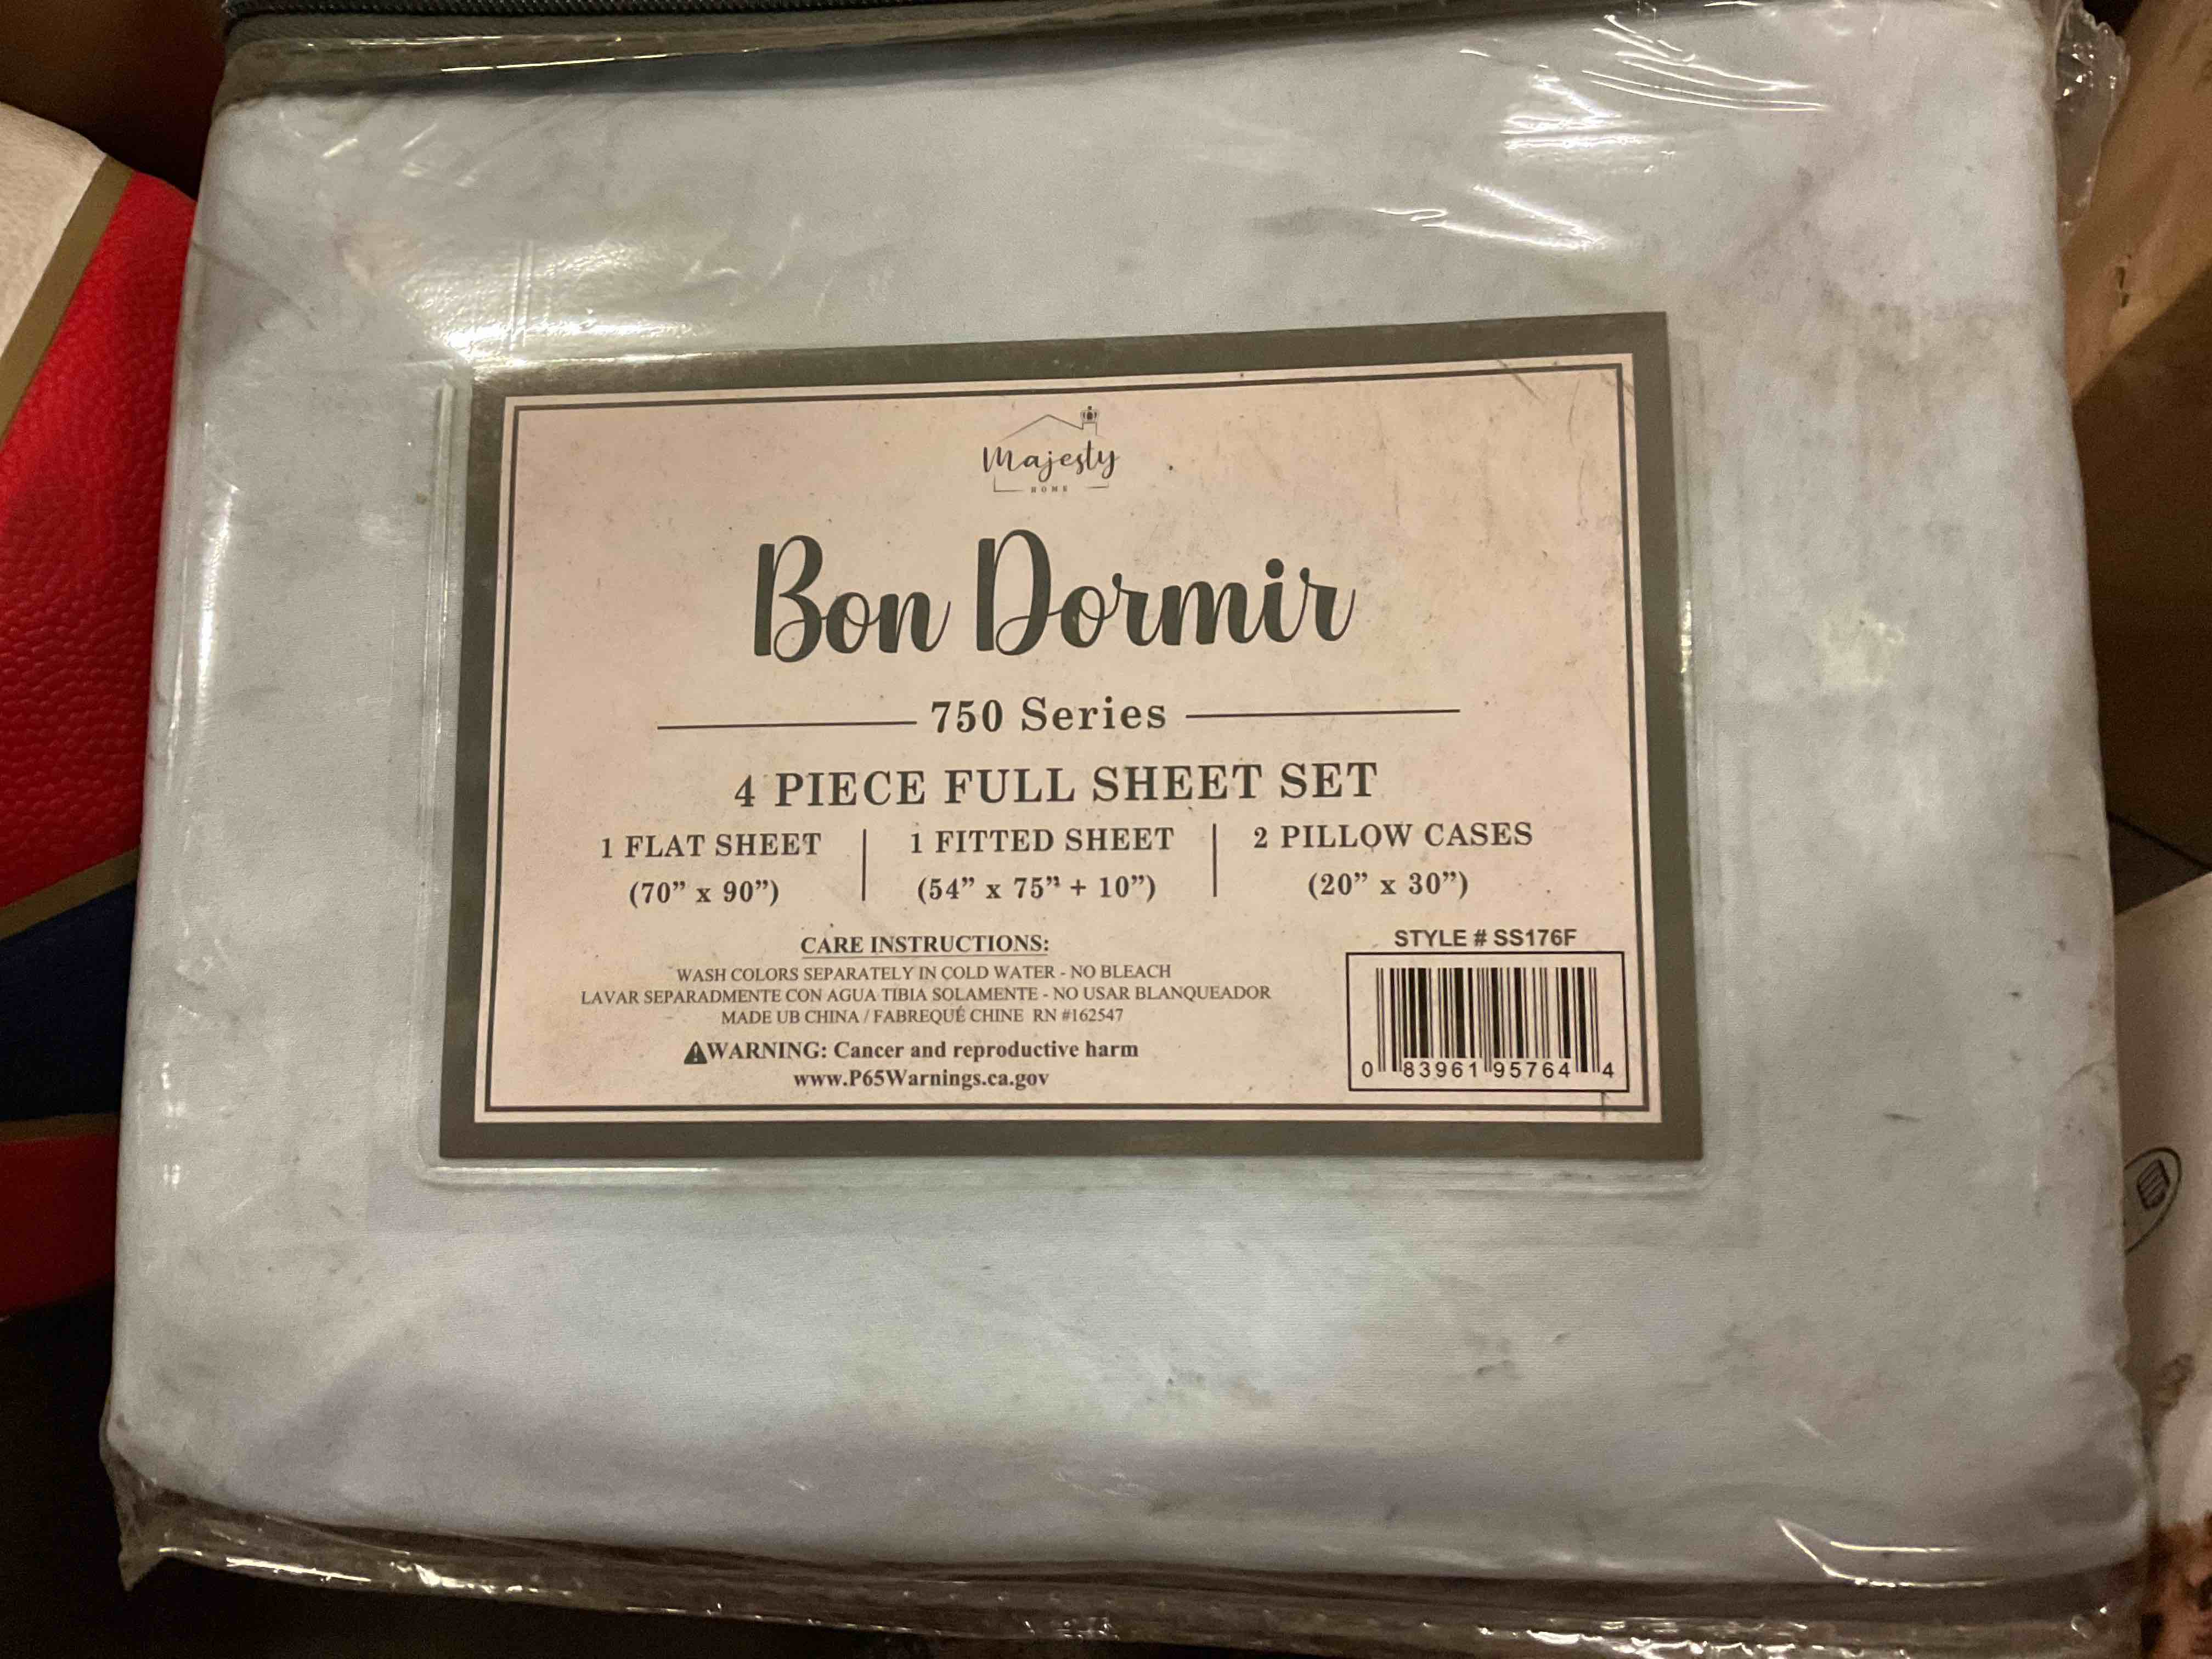 Majesty
HOME
Bon Dormir
750 Series
4 PIECE FULL SHEET SET
1 FLAT SHEET
(70” x 90”)
1 FITTED SHEET
(54” x 75” + 10”)
2 PILLOW CASES
(20” x 30”)
CARE INSTRUCTIONS:
WASH COLORS SEPARATELY IN COLD WATER - NO BLEACH
LAVAR SEPARADMENTE CON AGUA TIBIA SOLAMENTE - NO USAR BLANQUEADOR
MADE UB CHINA / FABREQUÉ CHINE RN #162547
⚠WARNING: Cancer and reproductive harm
www.P65Warnings.ca.gov
STYLE # SS176F
0 83961 95764 4